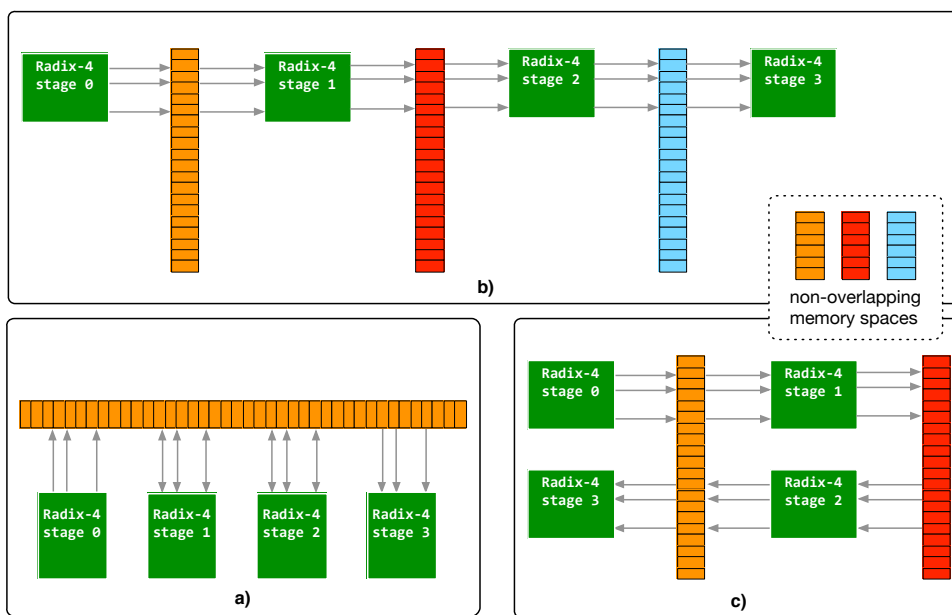 Radix-4
stage 0
Radix-4
stage 1
Radix-4
stage 2
Radix-4
stage 3
b)
non-overlapping
memory spaces
Radix-4
stage 0
Radix-4
stage 1
Radix-4
stage 2
Radix-4
stage 3
a)
Radix-4
stage 0
Radix-4
stage 1
Radix-4
stage 3
Radix-4
stage 2
c)